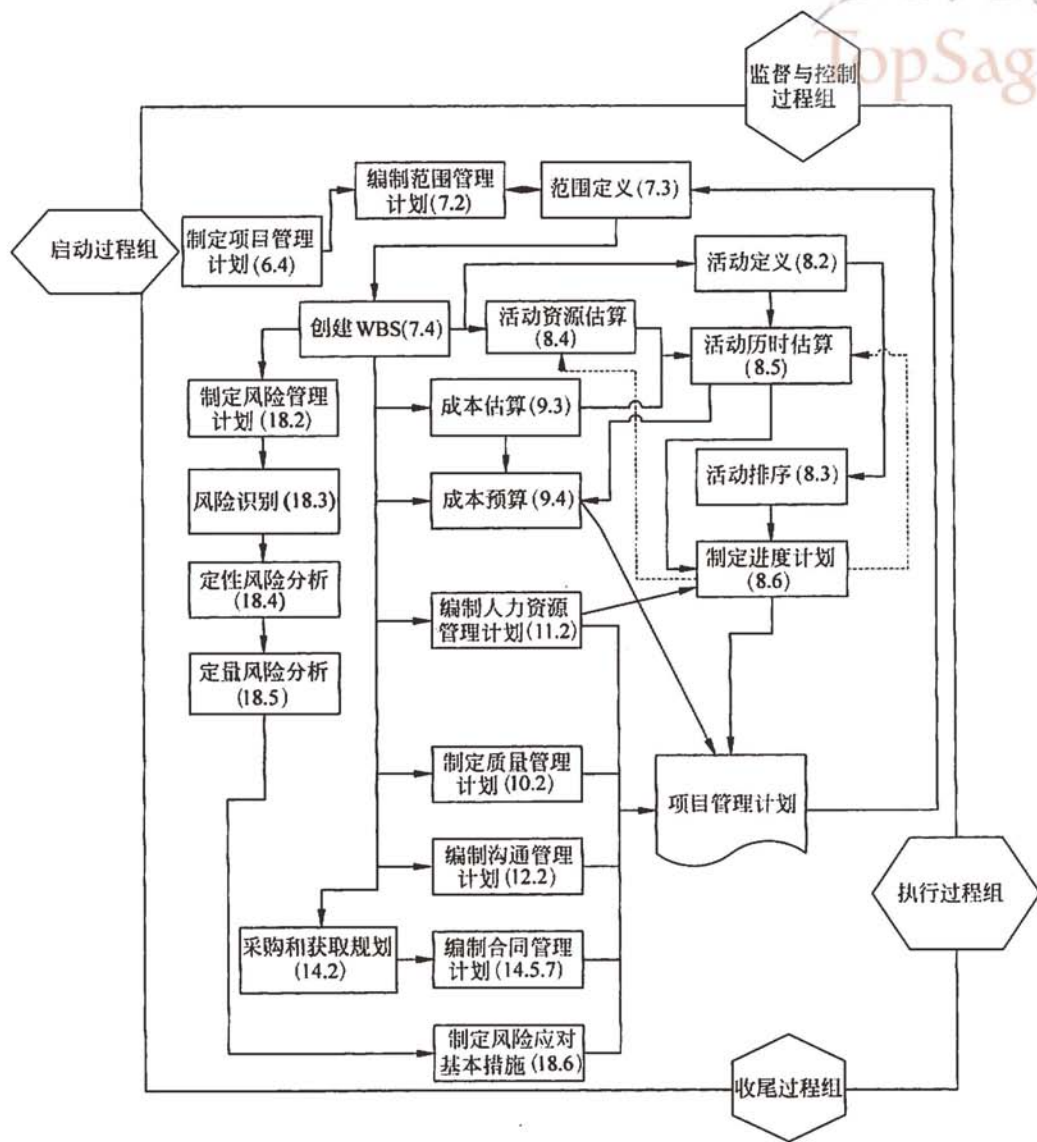 TopSag
监督与控制
过程组
编制范围管理
计划(7.2)
范围定义(7.3)
启动过程组
制定项目管理
计划(6.4)
活动定义(8.2)
创建WBS(7.4)
活动资源估算
(8.4)
活动历时估算
(8.5)
制定风险管理
计划(18.2)
成本估算(9.3)
活动排序(8.3)
风险识别(18.3)
成本预算(9.4)
制定进度计划
(8.6)
定性风险分析
(18.4)
编制人力资源
管理计划(11.2)
定量风险分析
(18.5)
制定质量管理
计划(10.2)
项目管理计划
编制沟通管理
计划(12.2)
执行过程组
采购和获取规划
(14.2)
编制合同管理
计划(14.5.7)
制定风险应对
基本措施(18.6)
收尾过程组